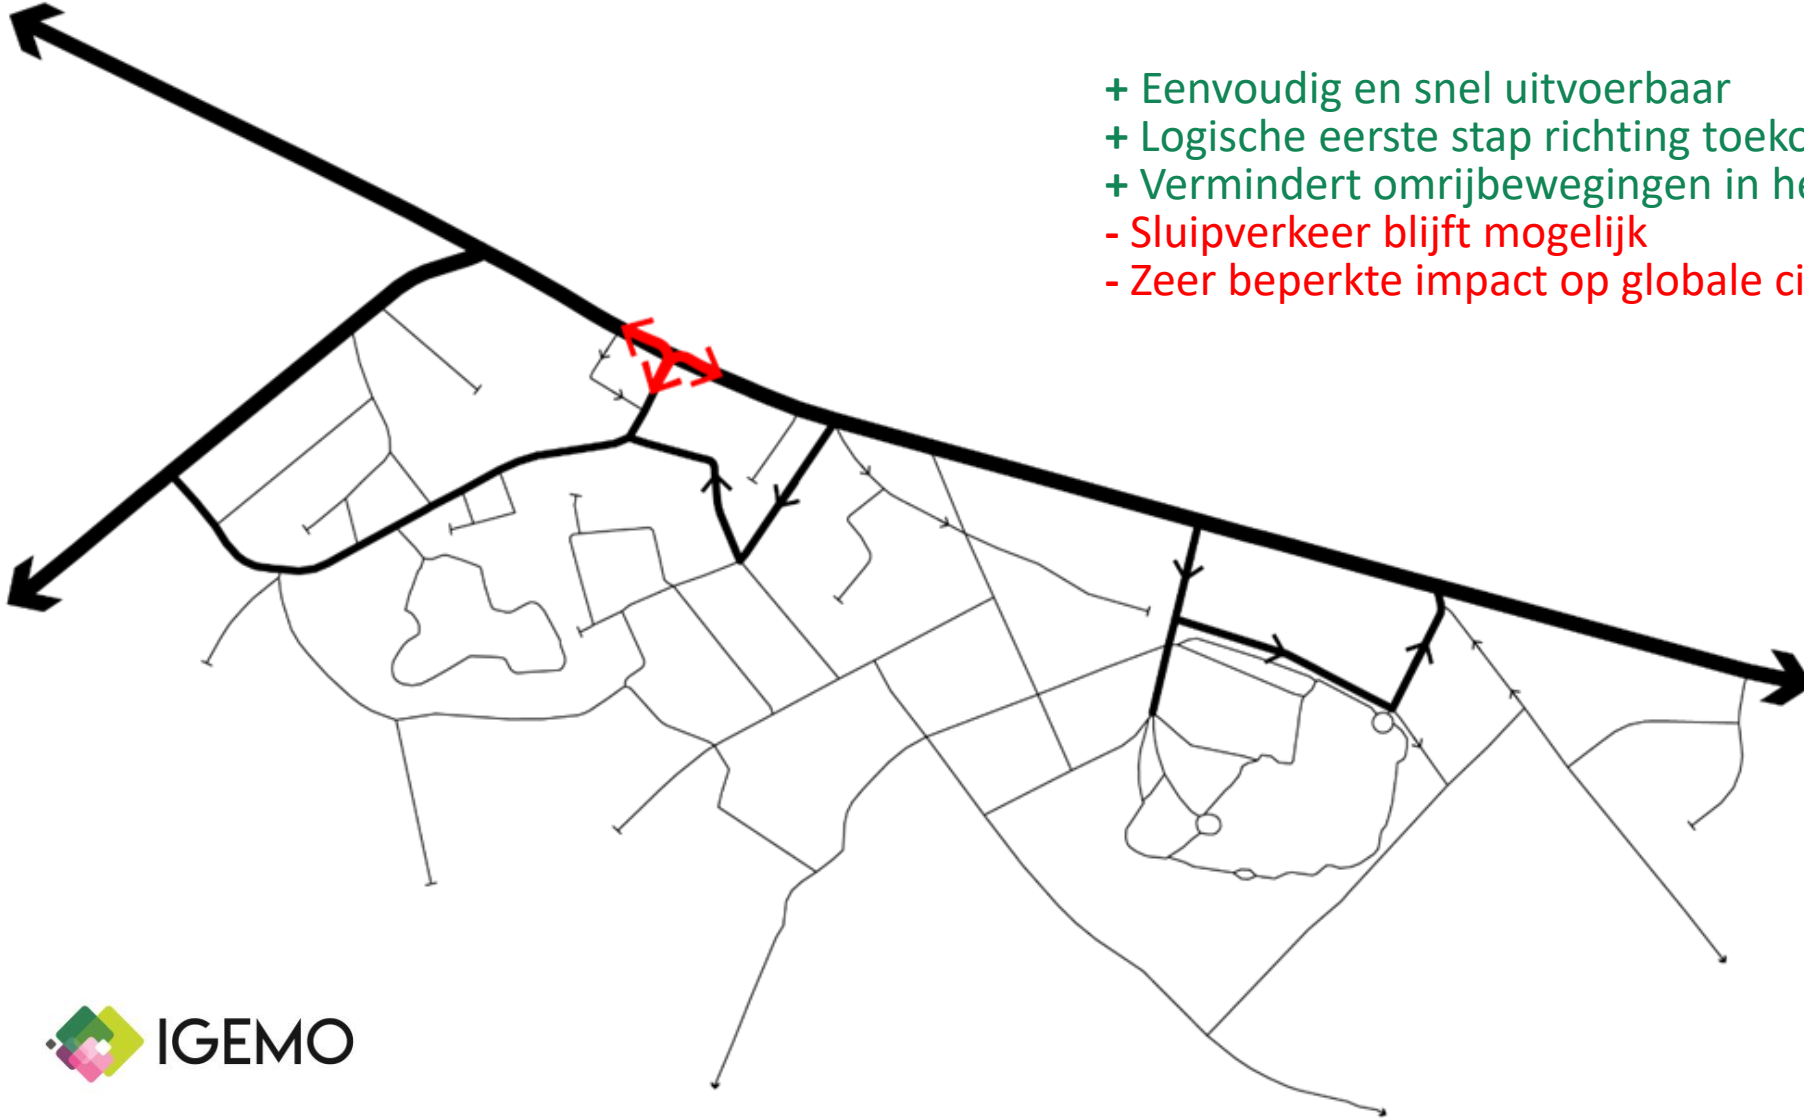 + Eenvoudig en snel uitvoerbaar
+ Logische eerste stap richting
+ Vermindert omrijbewegingen in
- Sluipverkeer blijft mogelijk
- Zeer beperkte impact op globale
IGEMO